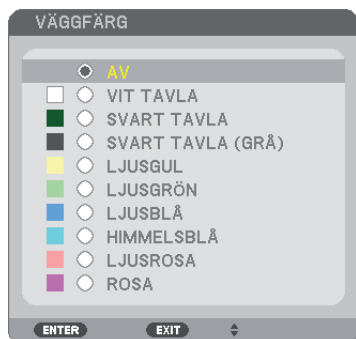 VÄGGFÄRG
AV
VIT TAVLA
SVART TAVLA
SVART TAVLA (GRÅ)
LJUSGUL
LJUSGRÖN
LJUSBLÅ
HIMMELSBLÅ
LJUSROSA
ROSA
ENTER EXIT